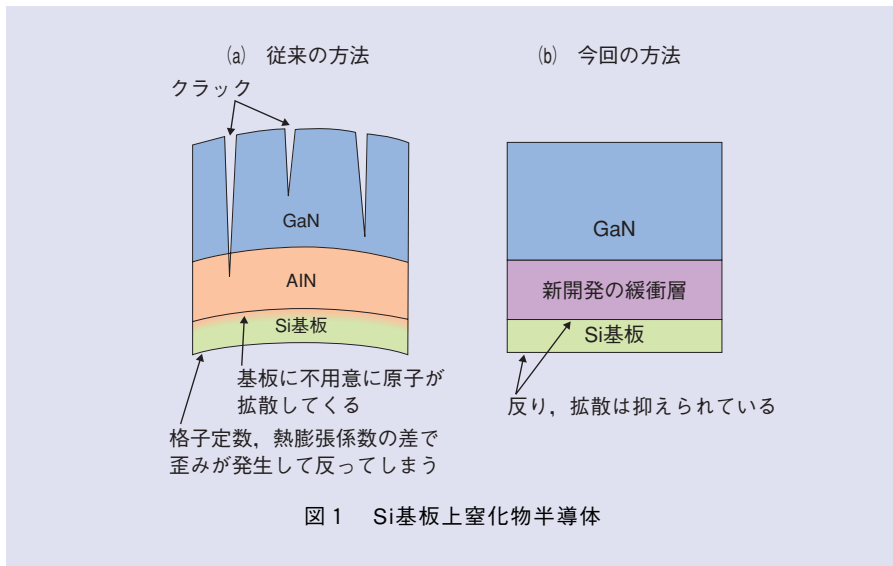 (a) 従来の方法
クラック
GaN
AlN
Si基板
基板に不用意に原子が
拡散してくる
格子定数，熱膨張係数の差で
歪みが発生して反ってしまう
(b) 今回の方法
GaN
新開発の緩衝層
Si基板
反り，拡散は抑えられている
図1 Si基板上窒化物半導体